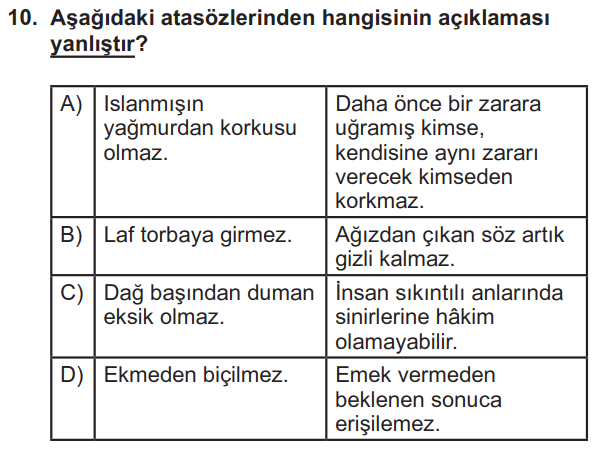 10. Aşağıdaki atasözlerinden hangisinin açıklaması
yanlıştır?
A) Islanmışın
yağmurdan korkusu
olmaz.
Daha önce bir zarara
uğramış kimse,
kendisine aynı zararı
verecek kimseden
korkmaz.
B) Laf torbaya girmez.
Ağızdan çıkan söz artık
gizli kalmaz.
C) Dağ başından duman
eksik olmaz.
İnsan sıkıntılı anlarında
sinirlerine hâkim
olamayabilir.
D) Ekmeden biçilmez.
Emek vermeden
beklenen sonuca
erişilemez.